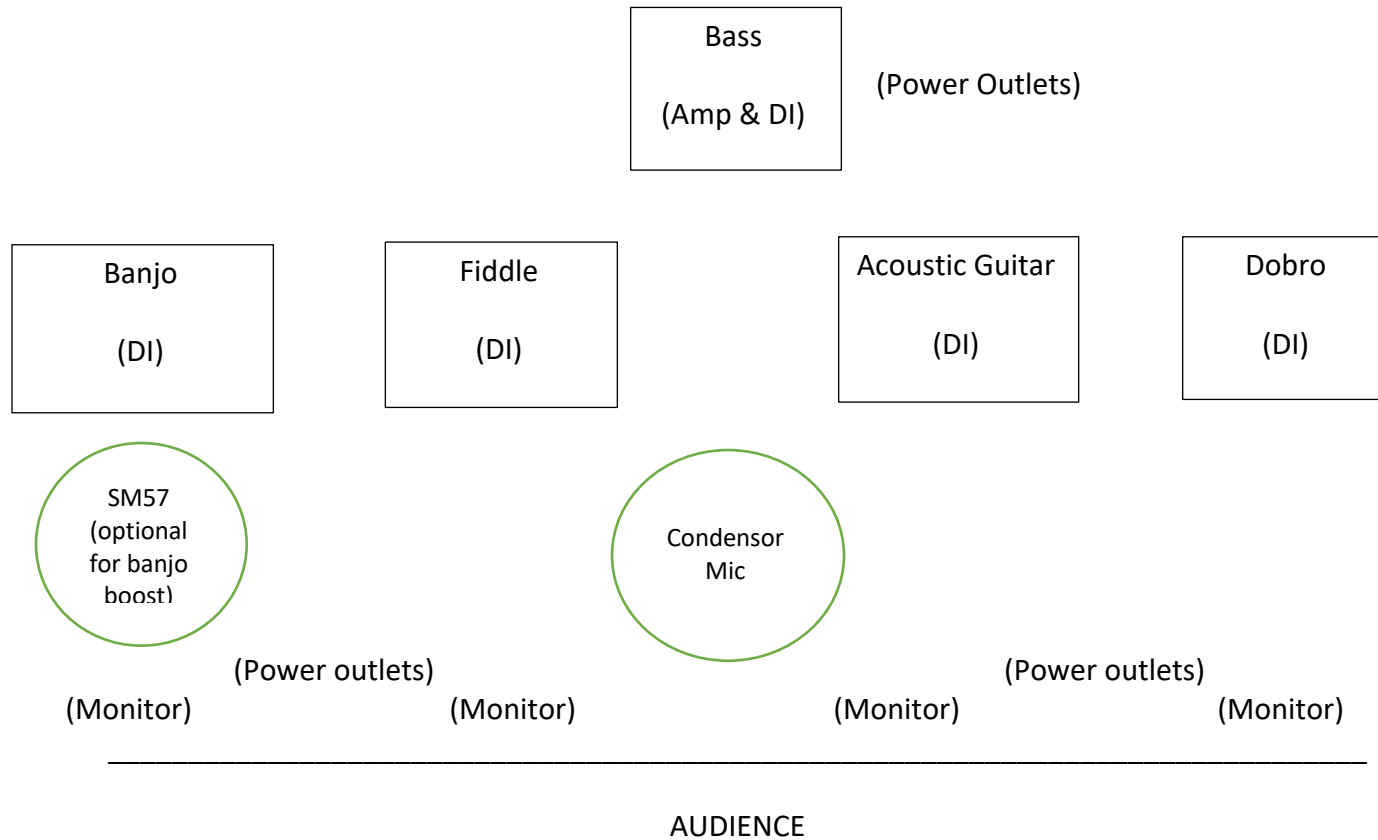 Bass
(Amp & DI)
(Power Outlets)
Banjo
(DI)
Fiddle
(DI)
Acoustic Guitar
(DI)
Dobro
(DI)
SM57
(optional
for banjo
boost)
Condensor
Mic
(Power outlets)
(Power outlets)
(Monitor)
(Monitor)
(Monitor)
(Monitor)
AUDIENCE